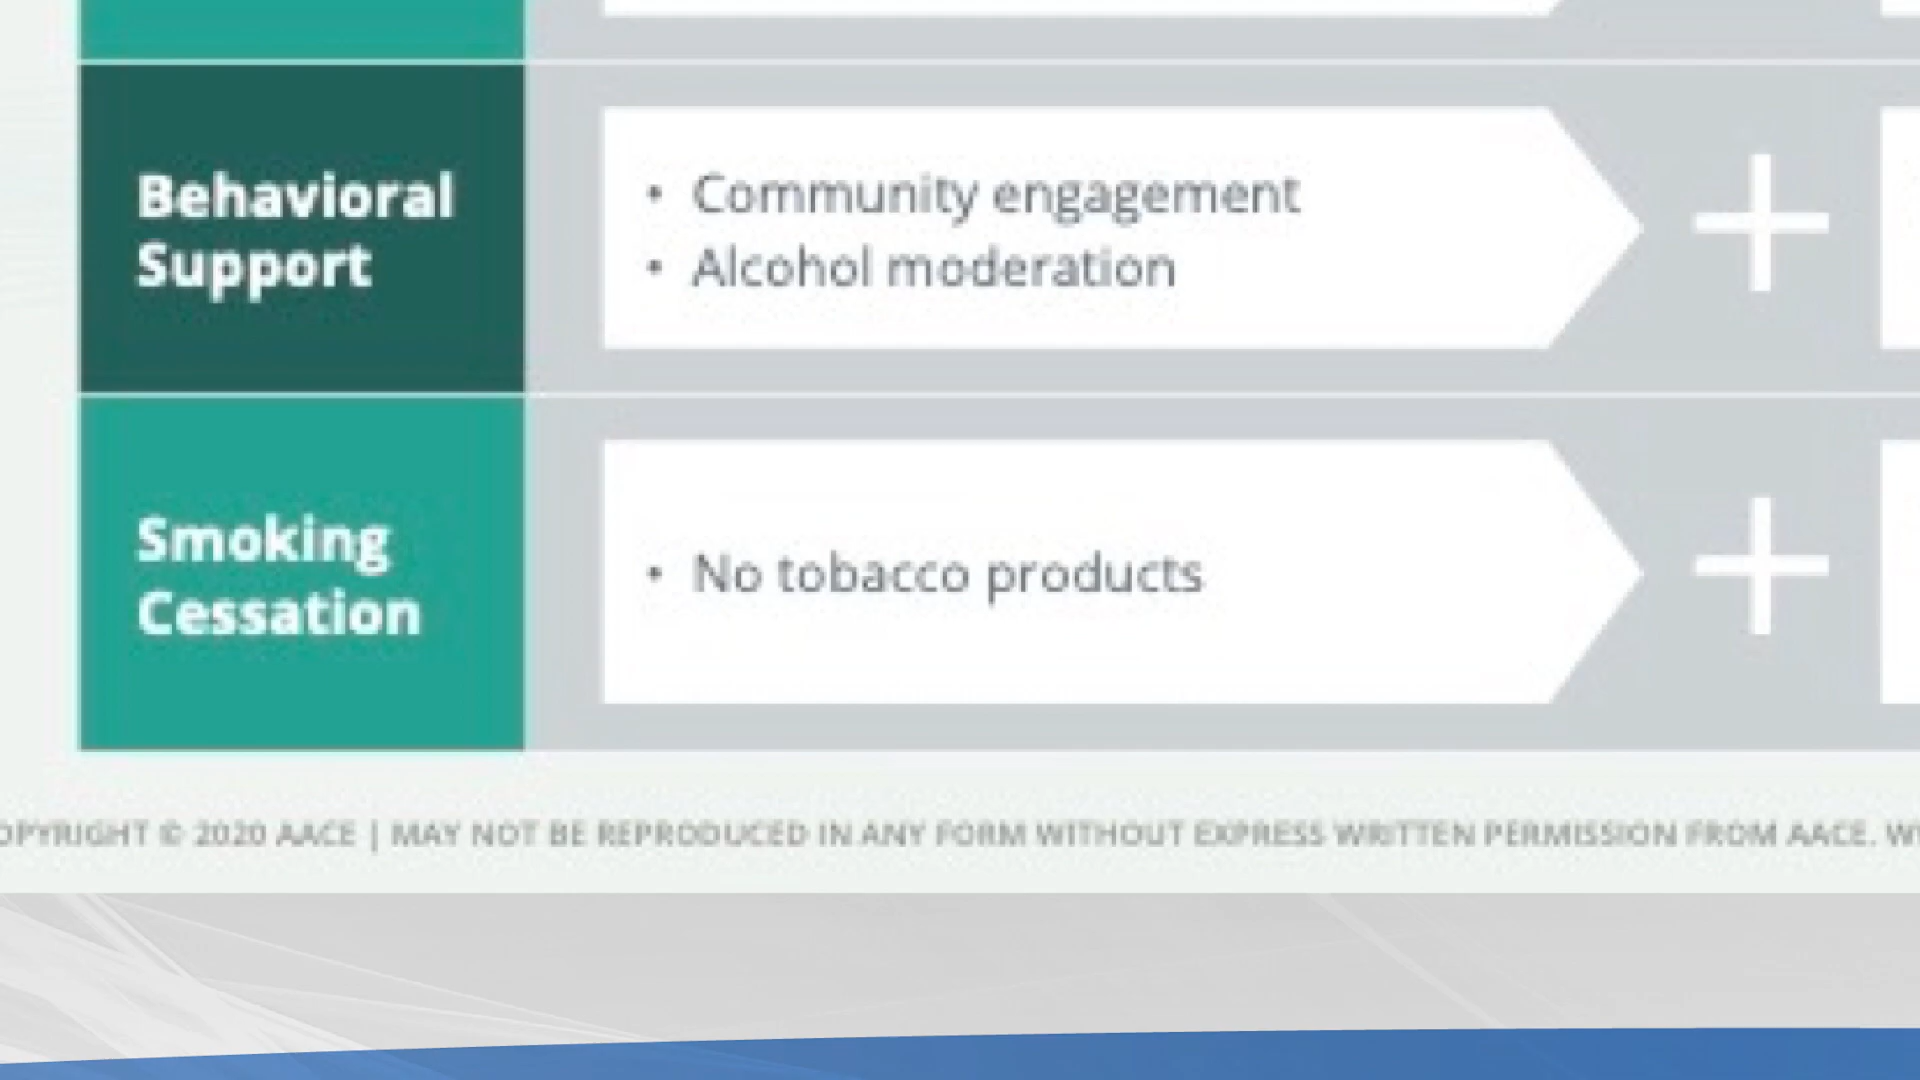 Behavioral
Support
• Community engagement
• Alcohol moderation
+
Smoking
Cessation
• No tobacco products
+
OPYRIGHT © 2020 AACE | MAY NOT BE REPRODUCED IN ANY FORM WITHOUT EXPRESS WRITTEN PERMISSION FROM AACE.